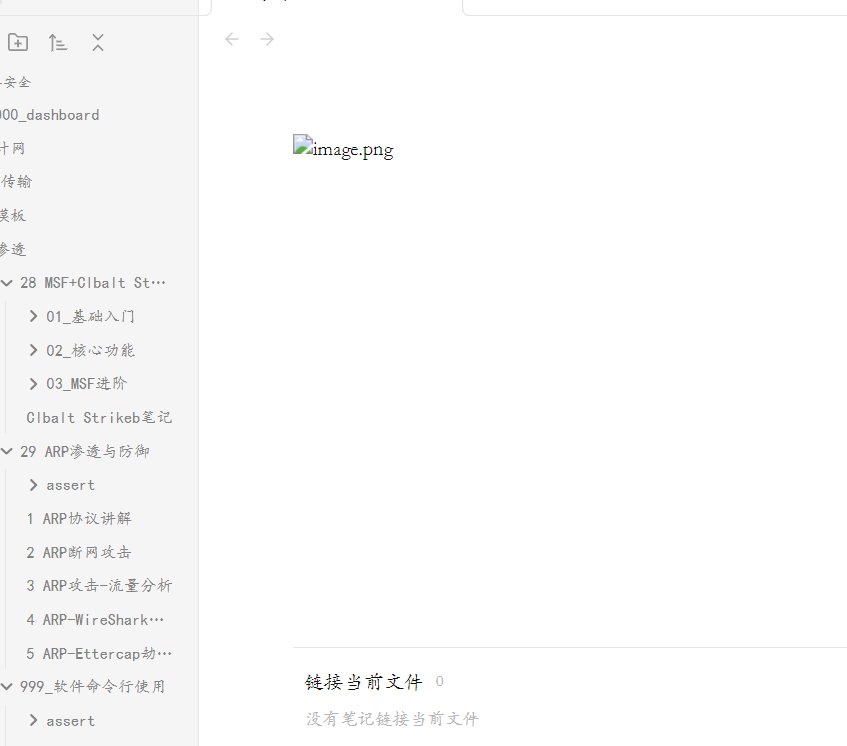 安全
00_dashboard
计网
传输
模板
渗透
28 MSF+Clbalt St…
01_基础入门
02_核心功能
03_MSF进阶
Clbalt Strikeb笔记
29 ARP渗透与防御
assert
1 ARP协议讲解
2 ARP断网攻击
3 ARP攻击-流量分析
4 ARP-WireShark…
5 ARP-Ettercap劫…
999_软件命令行使用
assert
image.png
链接当前文件 0
没有笔记链接当前文件